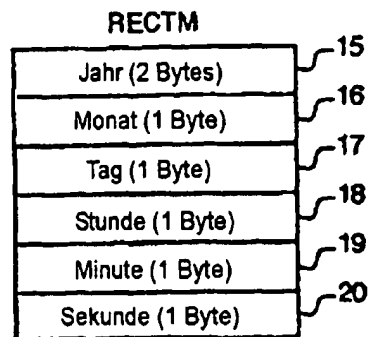 RECTM
Jahr (2 Bytes) 15
Monat (1 Byte) 16
Tag (1 Byte) 17
Stunde (1 Byte) 18
Minute (1 Byte) 19
Sekunde (1 Byte) 20